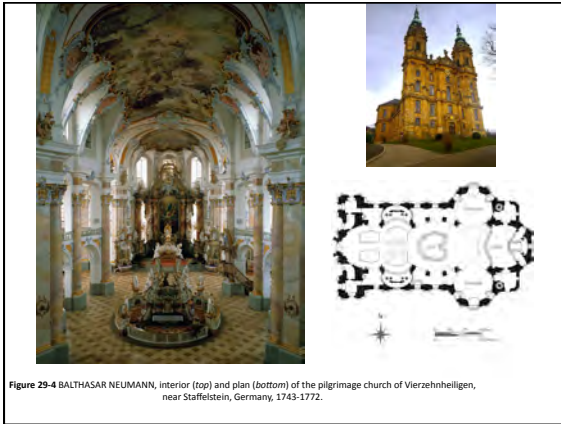 Figure 29-4 BALTHASAR NEUMANN, interior (top) and plan (bottom) of the pilgrimage church of Vierzehnheiligen,
near Staffelstein, Germany, 1743-1772.